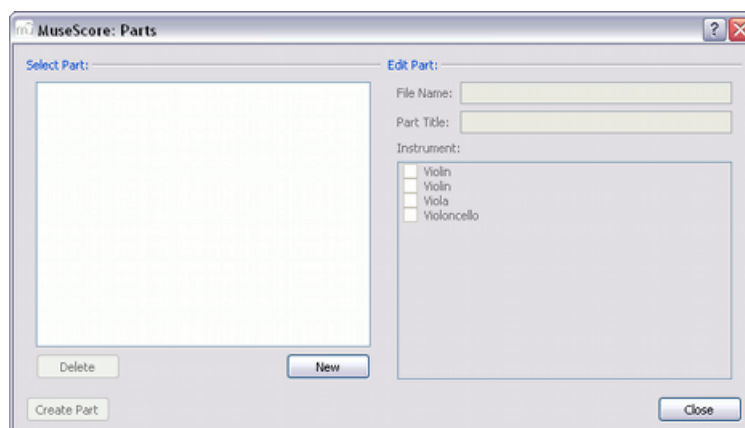 MuseScore: Parts
Select Part:
Edit Part:
File Name:
Part Title:
Instrument:
Violin
Violin
Viola
Violoncello
Delete
New
Create Part
Close